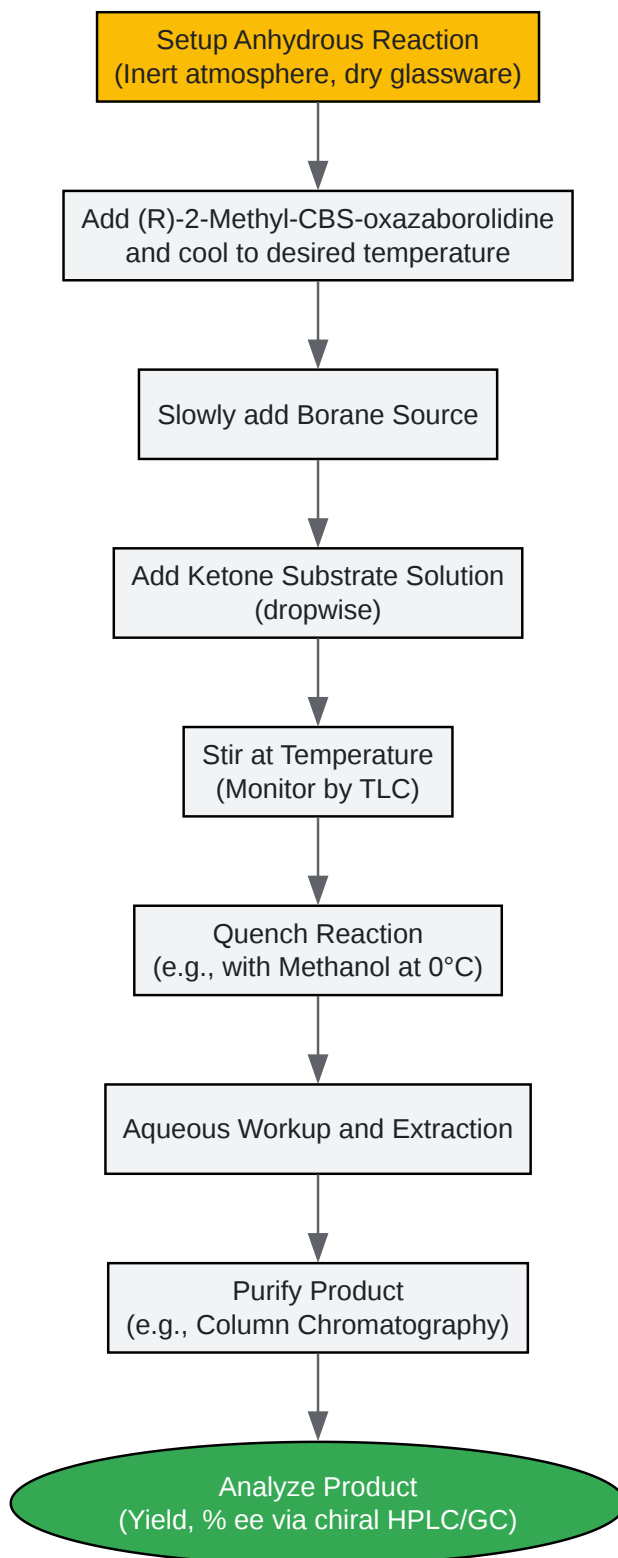 Setup Anhydrous Reaction
(Inert atmosphere, dry glassware)
Add (R)-2-Methyl-CBS-oxazaborolidine
and cool to desired temperature
Slowly add Borane Source
Add Ketone Substrate Solution
(dropwise)
Stir at Temperature
(Monitor by TLC)
Quench Reaction
(e.g., with Methanol at 0°C)
Aqueous Workup and Extraction
Purify Product
(e.g., Column Chromatography)
Analyze Product
(Yield, % ee via chiral HPLC/GC)